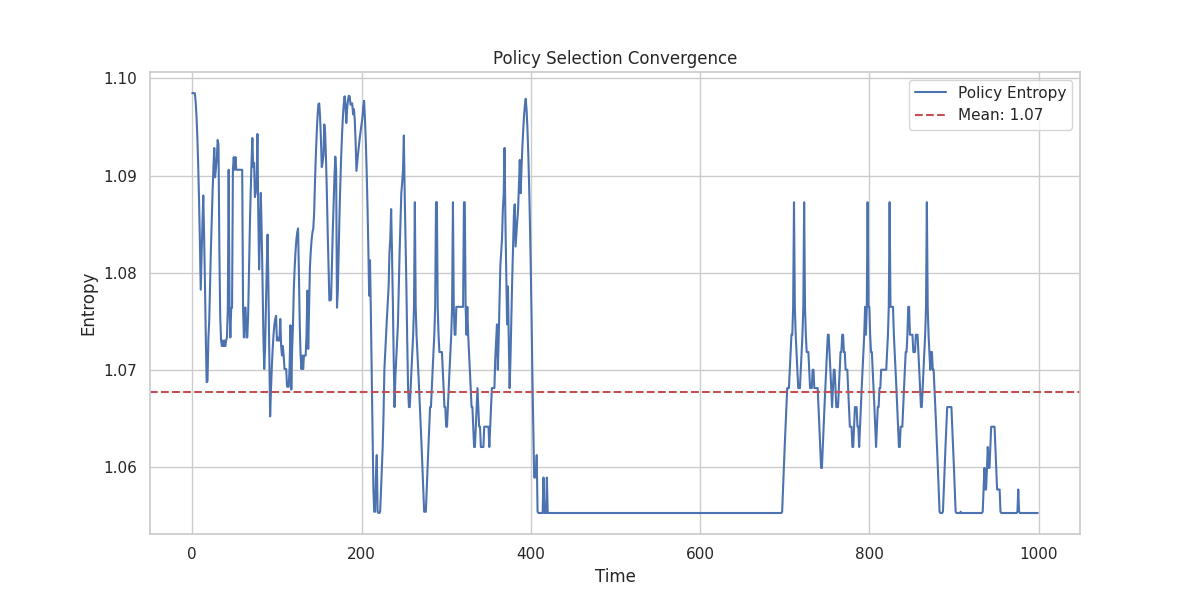 Policy Selection Convergence
Policy Entropy
Mean: 1.07
Entropy
1.10
1.09
1.08
1.07
1.06
0 200 400 600 800 1000
Time